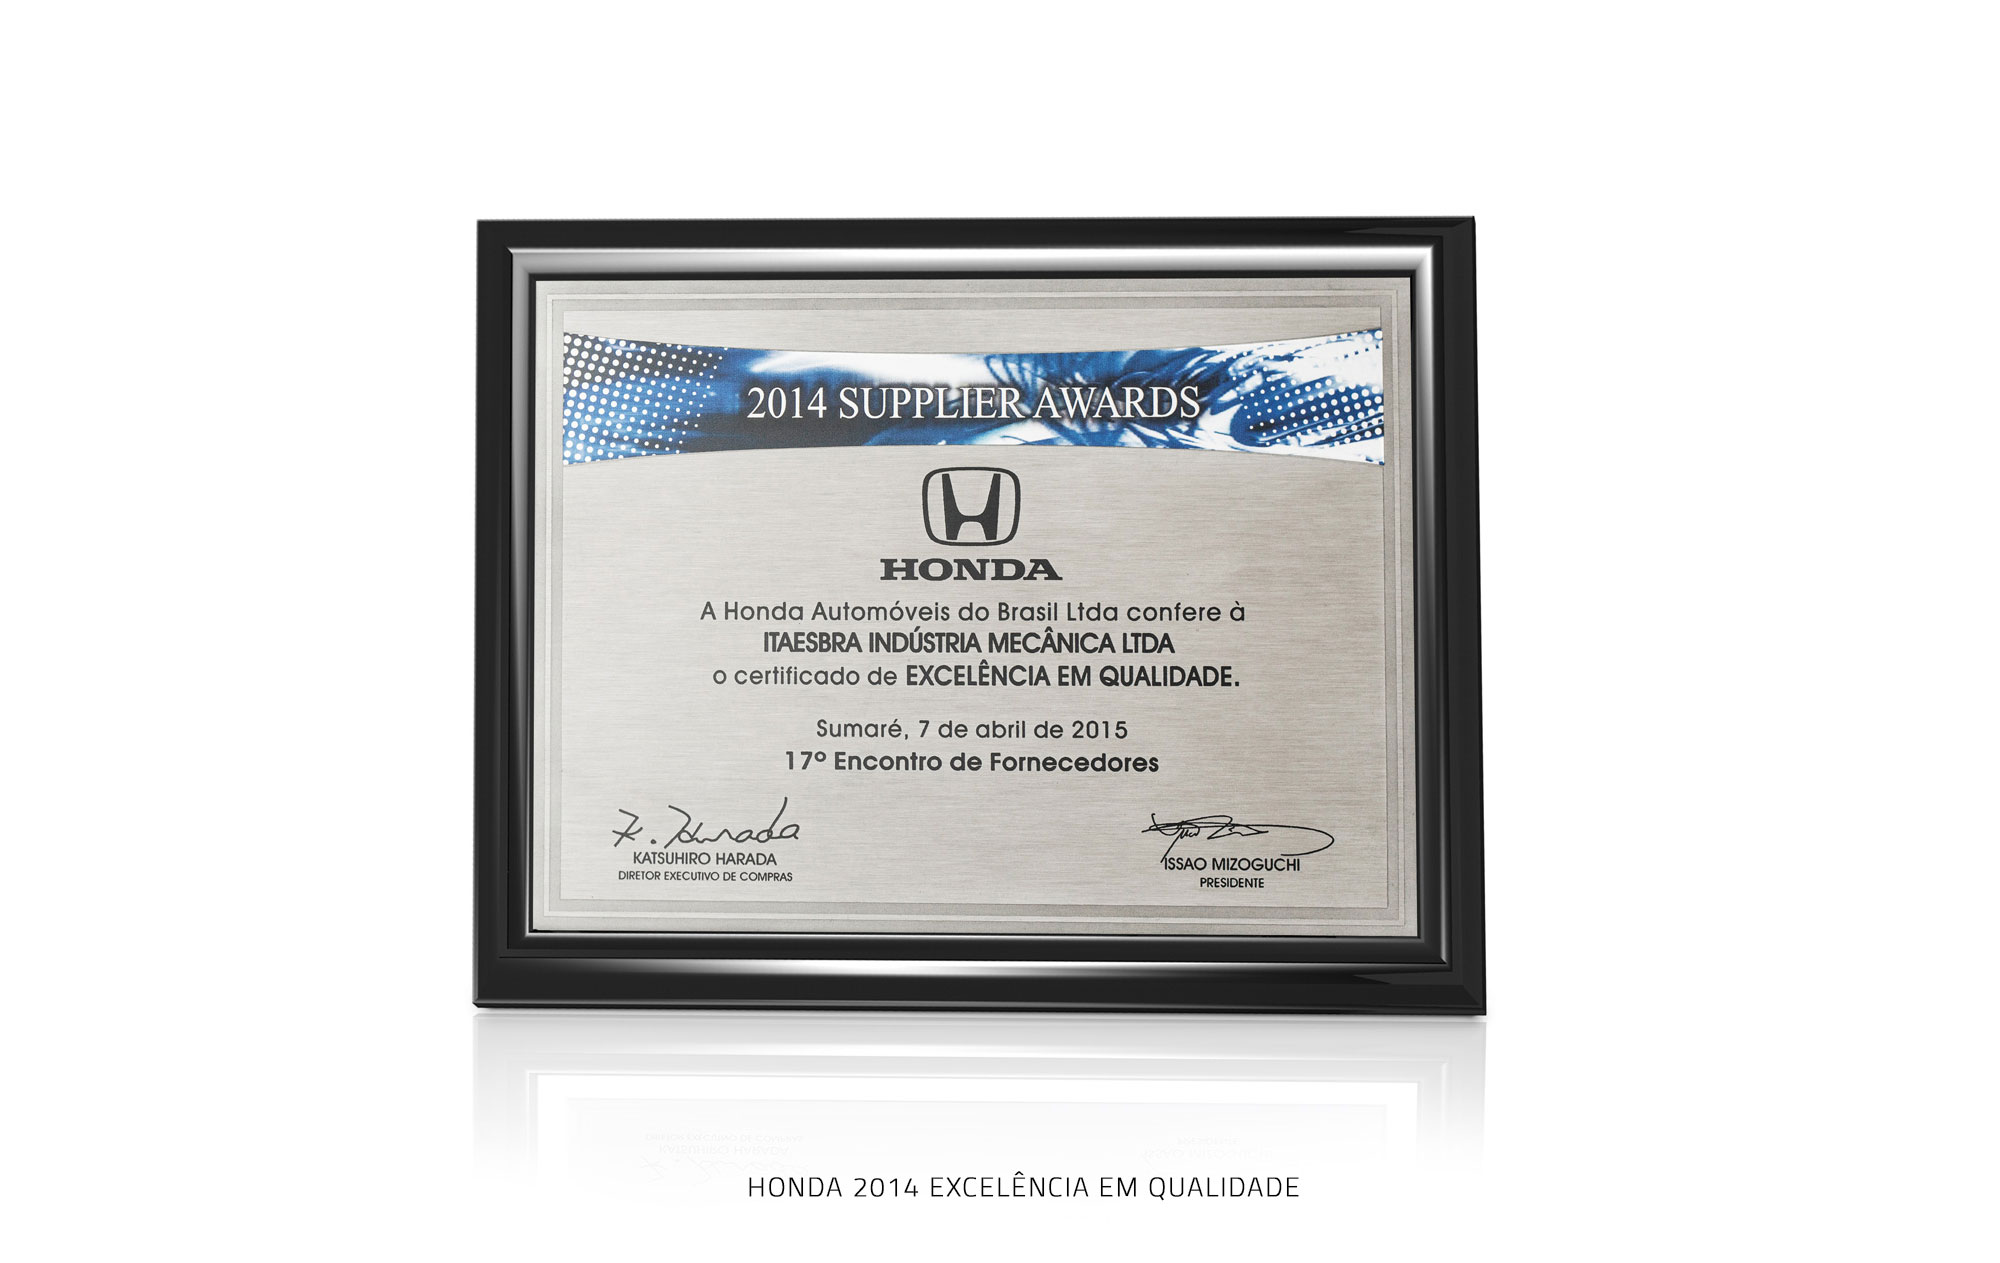 2014 SUPPLIER AWARDS
HONDA
A Honda Automóveis do Brasil Ltda confere à
ITAESBRA INDÚSTRIA MECÂNICA LTDA
o certificado de EXCELÊNCIA EM QUALIDADE.
Sumaré, 7 de abril de 2015
17º Encontro de Fornecedores
K. Harada
KATSUHIRO HARADA
DIRETOR EXECUTIVO DE COMPRAS
ISSAO MIZOGUCHI
PRESIDENTE
HONDA 2014 EXCELÊNCIA EM QUALIDADE